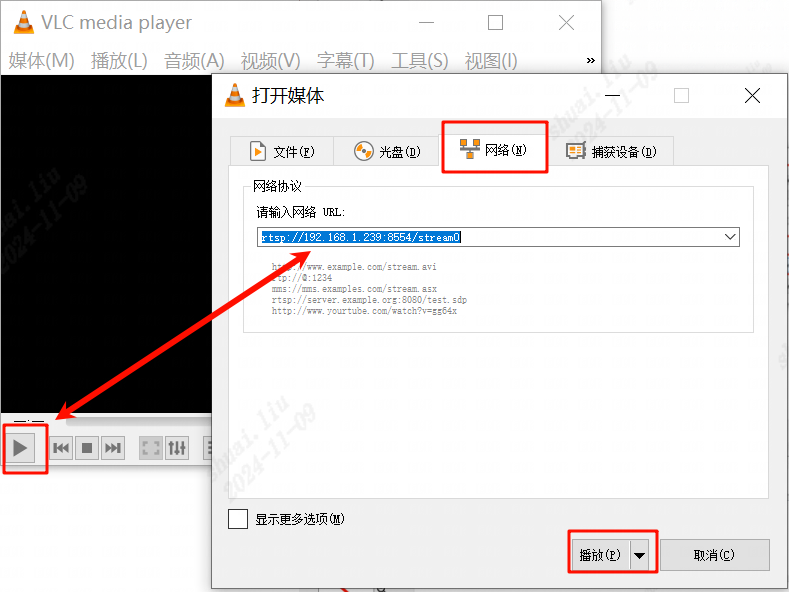 VLC media player
媒体(M) 播放(L) 音频(A) 视频(V) 字幕(T) 工具(S) 视图(I) »
打开媒体
文件(F) 光盘(D) 网络(N) 捕获设备(D)
网络协议
请输入网络 URL:
rtsp://192.168.1.239:8554/stream0
http://www.example.com/stream.avi
rtp://@:1234
mms://mms.examples.com/stream.asx
rtsp://server.example.org:8080/test.sdp
http://www.yourtube.com/watch?v=gg64x
显示更多选项(M)
播放(P) 取消(C)
shuai.liu
2024-11-09
shuai.liu
2024-11-09
shuai.liu
2024-11-09